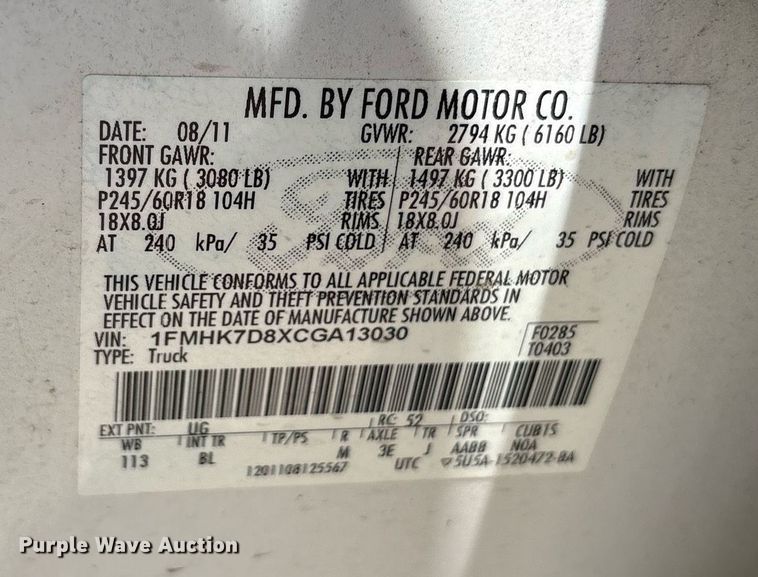 MFD. BY FORD MOTOR CO.
DATE: 08/11 GVWR: 2794 KG ( 6160 LB)
FRONT GAWR: REAR GAWR:
1397 KG ( 3080 LB) WITH 1497 KG ( 3300 LB) WITH
P245/60R18 104H TIRES P245/60R18 104H TIRES
18X8.0J RIMS 18X8.0J RIMS
AT 240 kPa/ 35 PSI COLD AT 240 kPa/ 35 PSI COLD
THIS VEHICLE CONFORMS TO ALL APPLICABLE FEDERAL MOTOR
VEHICLE SAFETY AND THEFT PREVENTION STANDARDS IN
EFFECT ON THE DATE OF MANUFACTURE SHOWN ABOVE.
VIN: 1FMHK7D8XCGA13030 F0285
TYPE: Truck T0403
EXT PNT: UG RC: 52 DSO:
WB INT TR TP/PS R AXLE TR SPR CUB15
113 BL M 3E J AABB NOA
1201108125567 UTC ▽5U5A-1520472-BA
Purple Wave Auction